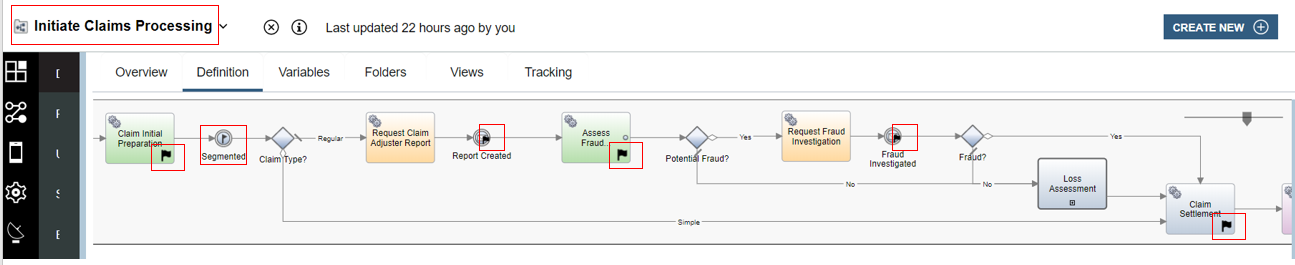 Initiate Claims Processing
Last updated 22 hours ago by you
CREATE NEW
Overview
Definition
Variables
Folders
Views
Tracking
Claim Initial
Preparation
Segmented
Claim Type?
Regular
Simple
Request Claim
Adjuster Report
Report Created
Assess
Fraud...
Potential Fraud?
Yes
No
Request Fraud
Investigation
Fraud
Investigated
Fraud?
Yes
No
Loss
Assessment
Claim
Settlement